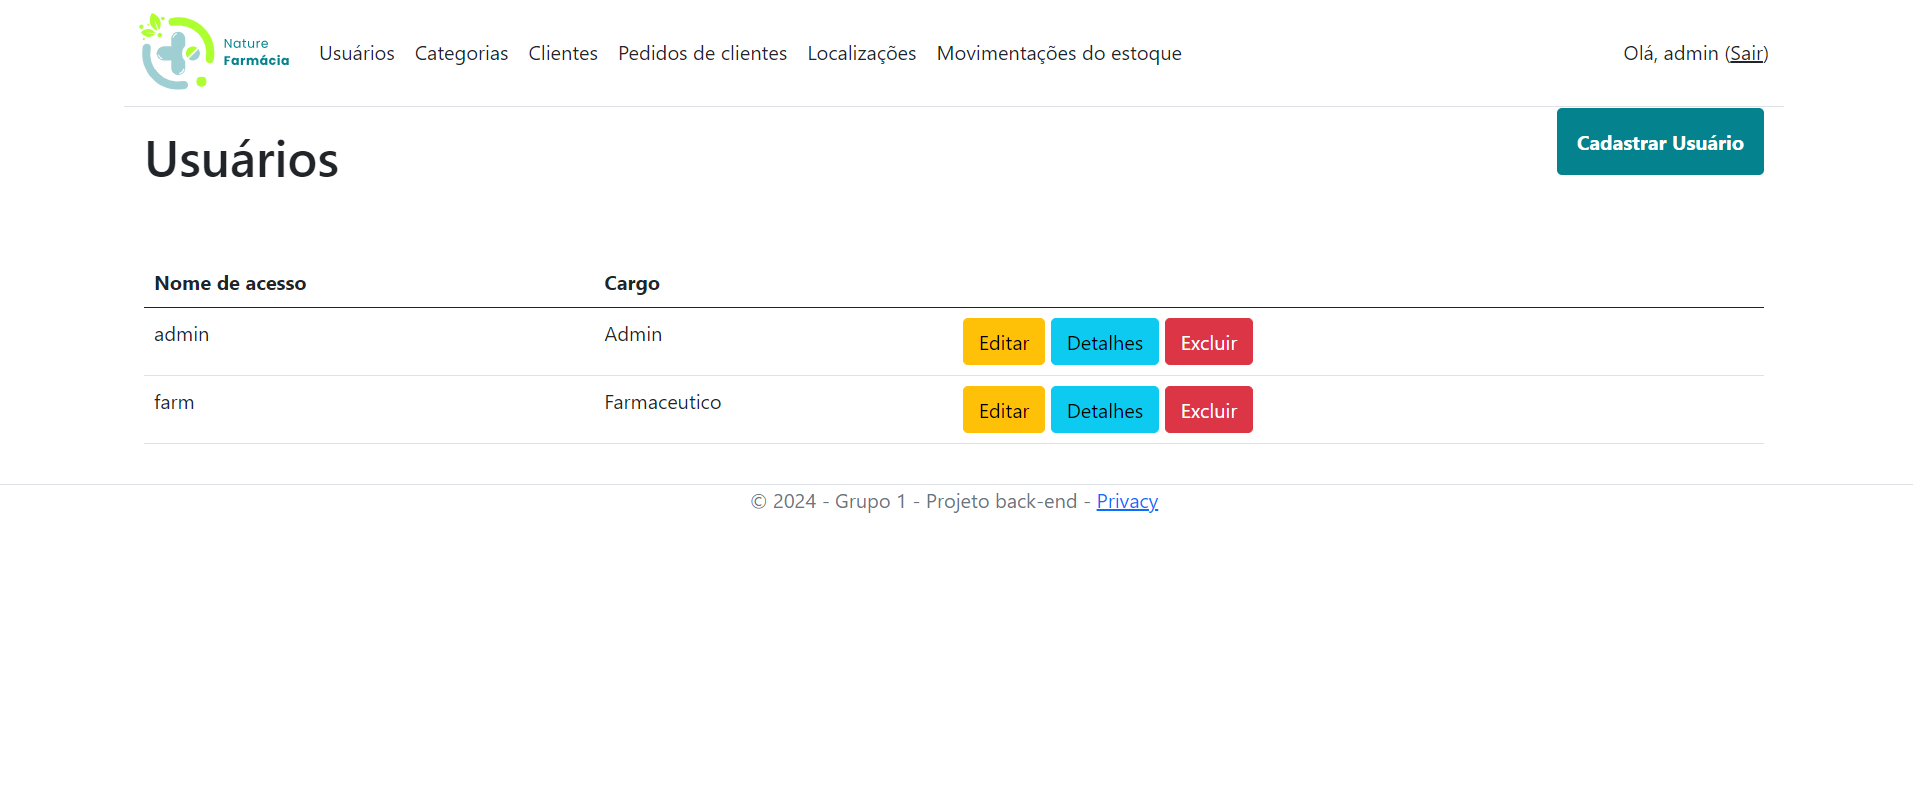 Nature
Farmácia
Usuários Categorias Clientes Pedidos de clientes Localizações Movimentações do estoque Olá, admin (Sair)
Usuários
Cadastrar Usuário
Nome de acesso Cargo
admin Admin Editar Detalhes Excluir
farm Farmaceutico Editar Detalhes Excluir
© 2024 - Grupo 1 - Projeto back-end - Privacy